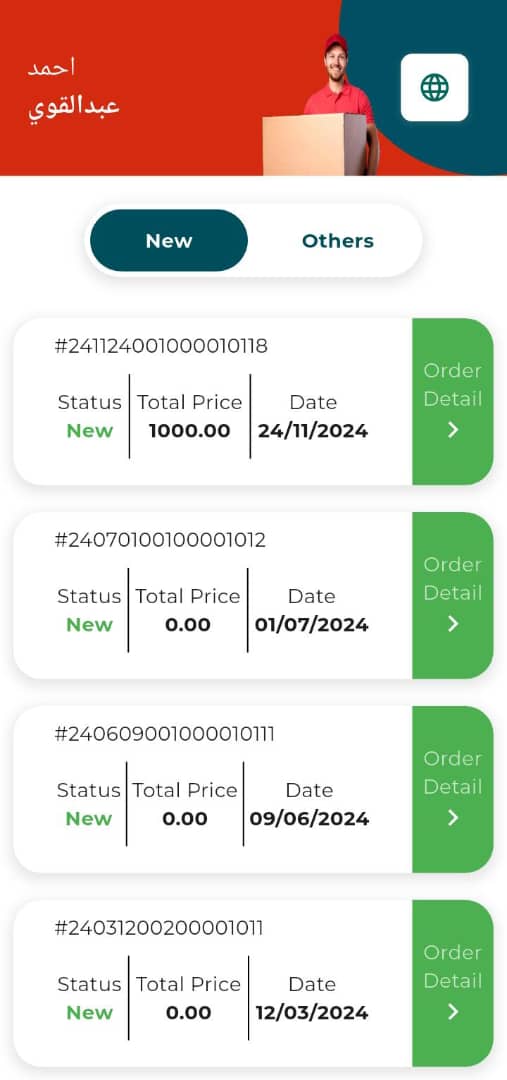 احمد
عبدالقوي
New
Others
#241124001000010118
Order
Detail
Status
Total Price
Date
New
1000.00
24/11/2024
#24070100100001012
Order
Detail
Status
Total Price
Date
New
0.00
01/07/2024
#240609001000010111
Order
Detail
Status
Total Price
Date
New
0.00
09/06/2024
#24031200200001011
Order
Detail
Status
Total Price
Date
New
0.00
12/03/2024